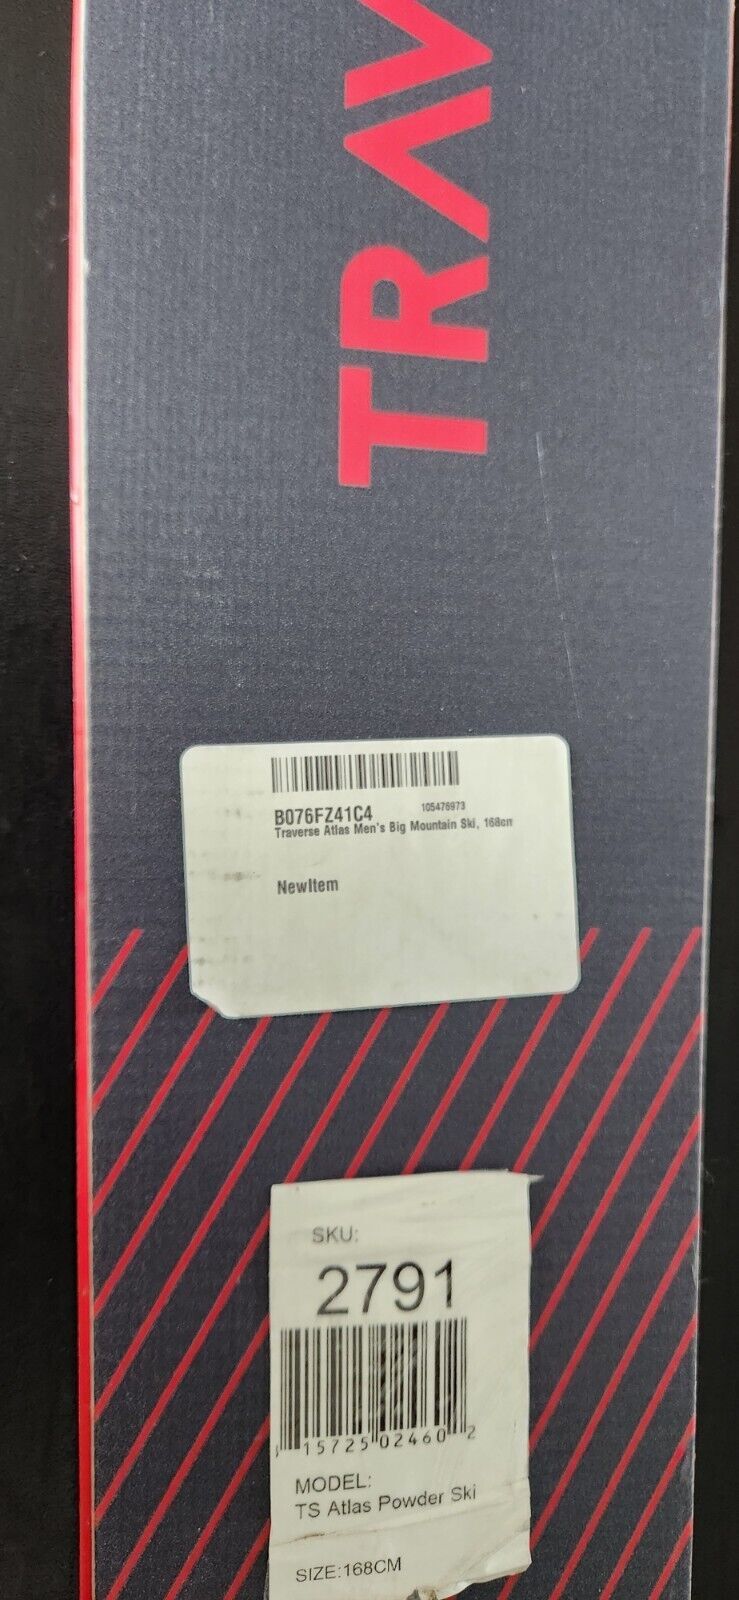 TRAV
B076FZ41C4
105476973
Traverse Atlas Men's Big Mountain Ski, 168cm
NewItem
SKU:
2791
15725 02460 2
MODEL:
TS Atlas Powder Ski
SIZE:168CM